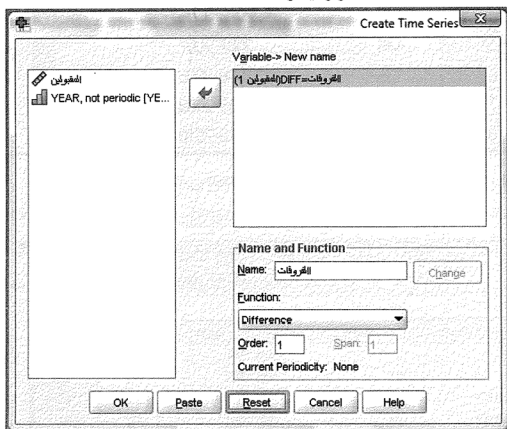 Create Time Series
Variable-> New name
المقبولين
YEAR, not periodic [YE...
الفروقات=DIFF(المقبولين 1)
Name and Function
Name: الفروقات
Change
Function:
Difference
Order: 1 Span: 1
Current Periodicity: None
OK Paste Reset Cancel Help